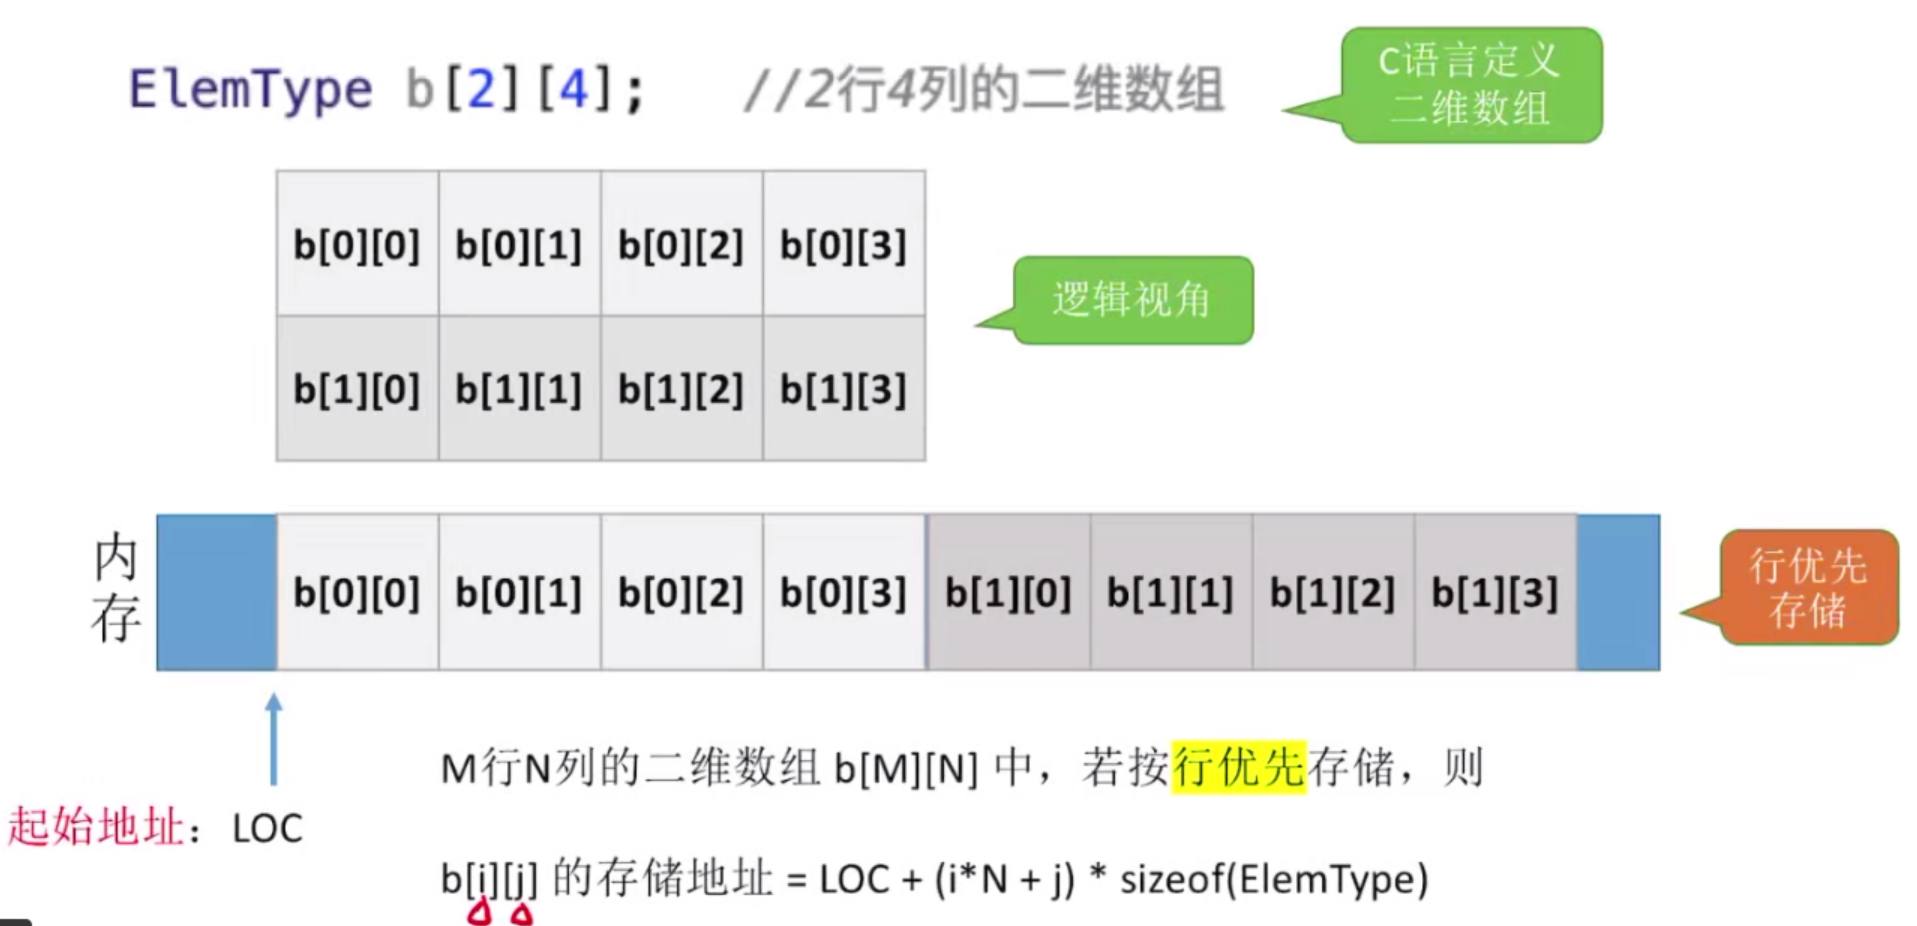 ElemType b[2][4];    //2行4列的二维数组
C语言定义
二维数组
b[0][0] b[0][1] b[0][2] b[0][3]
b[1][0] b[1][1] b[1][2] b[1][3]
逻辑视角
内存
b[0][0] b[0][1] b[0][2] b[0][3] b[1][0] b[1][1] b[1][2] b[1][3]
行优先
存储
起始地址：LOC
M行N列的二维数组 b[M][N] 中，若按行优先存储，则
b[i][j] 的存储地址 = LOC + (i*N + j) * sizeof(ElemType)